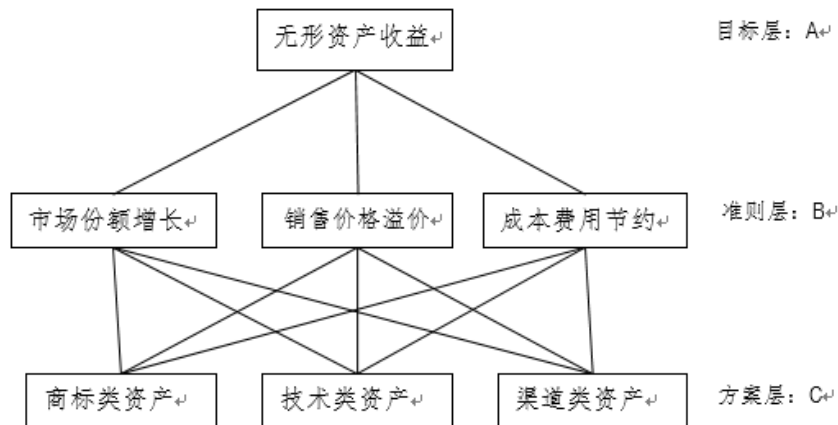 无形资产收益
目标层：A
市场份额增长
销售价格溢价
成本费用节约
准则层：B
商标类资产
技术类资产
渠道类资产
方案层：C